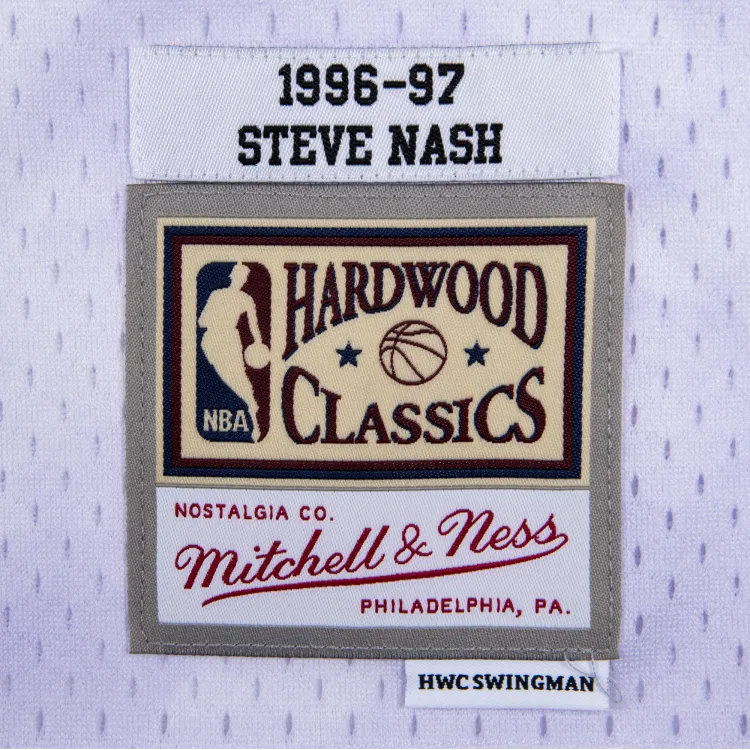 1996-97
STEVE NASH
HARDWOOD
NBA
CLASSICS
NOSTALGIA CO.
Mitchell & Ness
PHILADELPHIA, PA.
HWC SWINGMAN